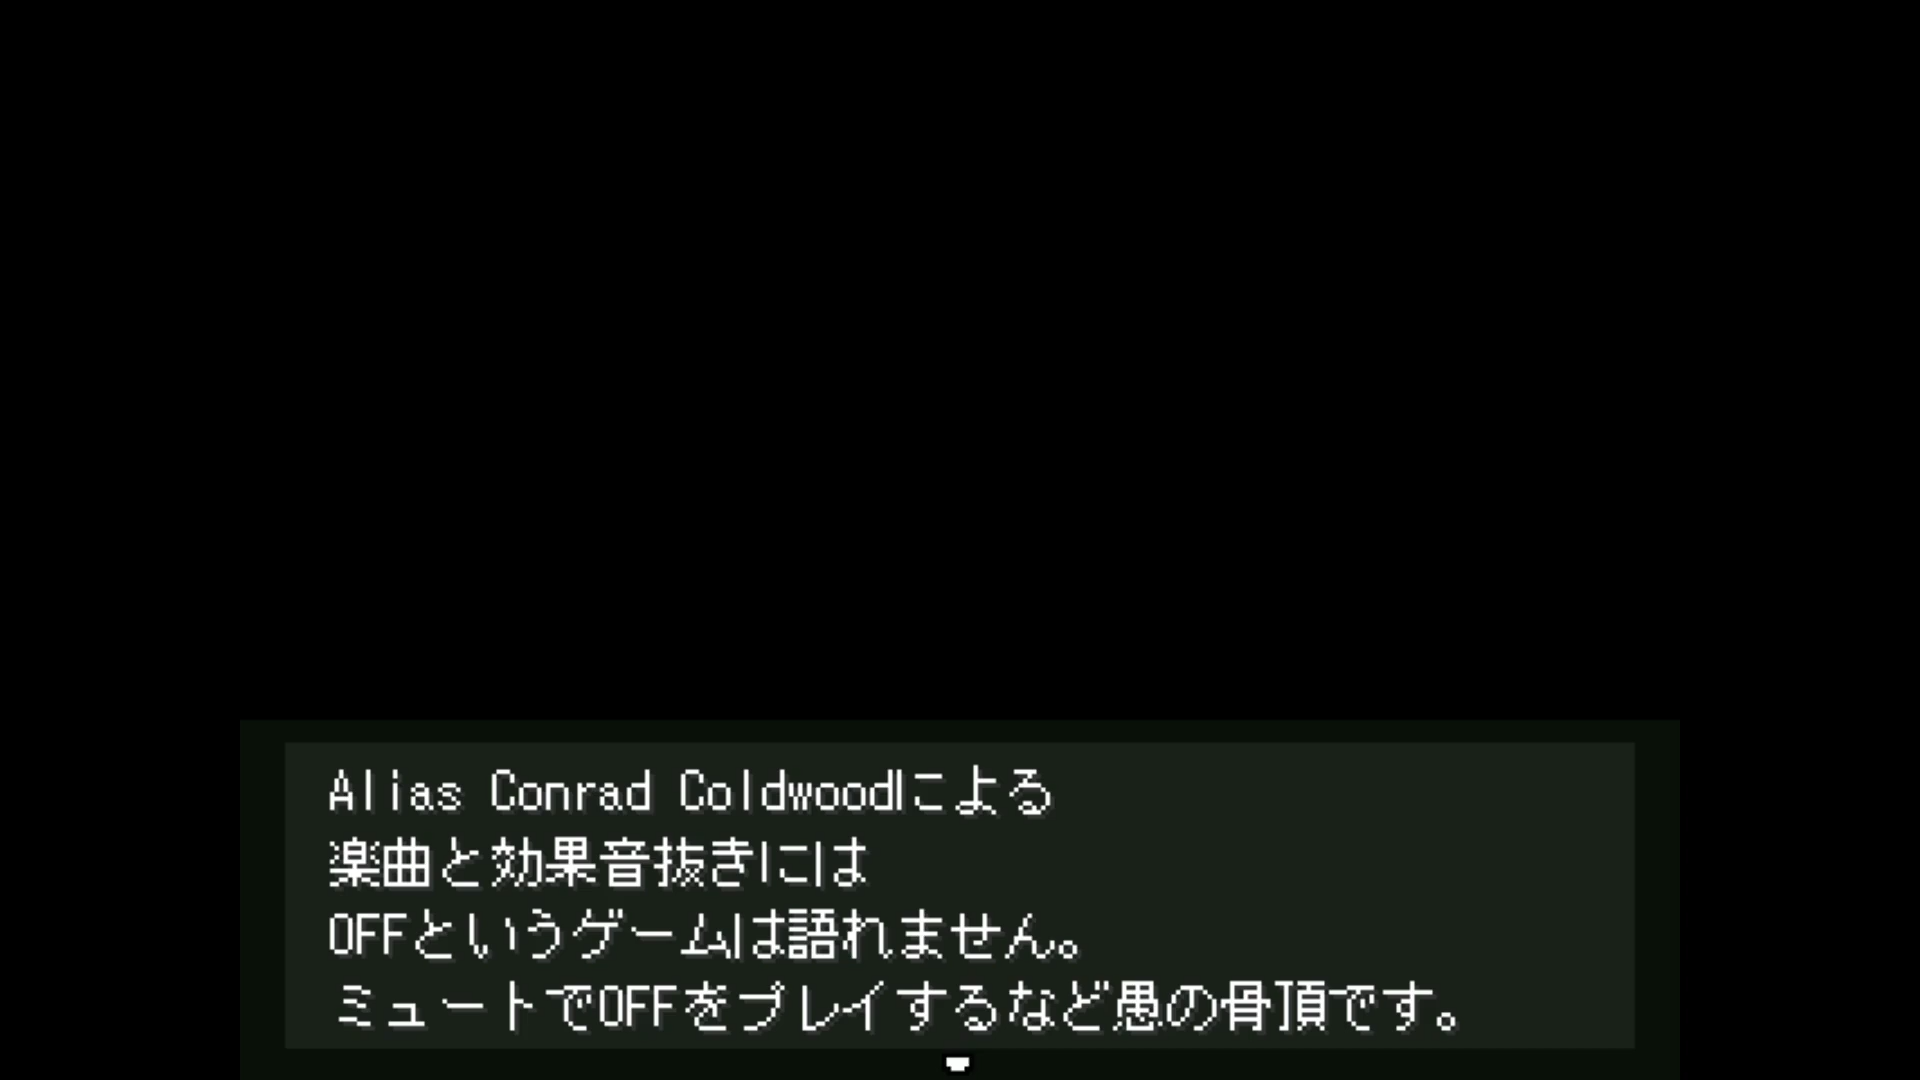 Alias Conrad Coldwoodによる
楽曲と効果音抜きには
OFFというゲームは語れません。
ミュートでOFFをプレイするなど愚の骨頂です。